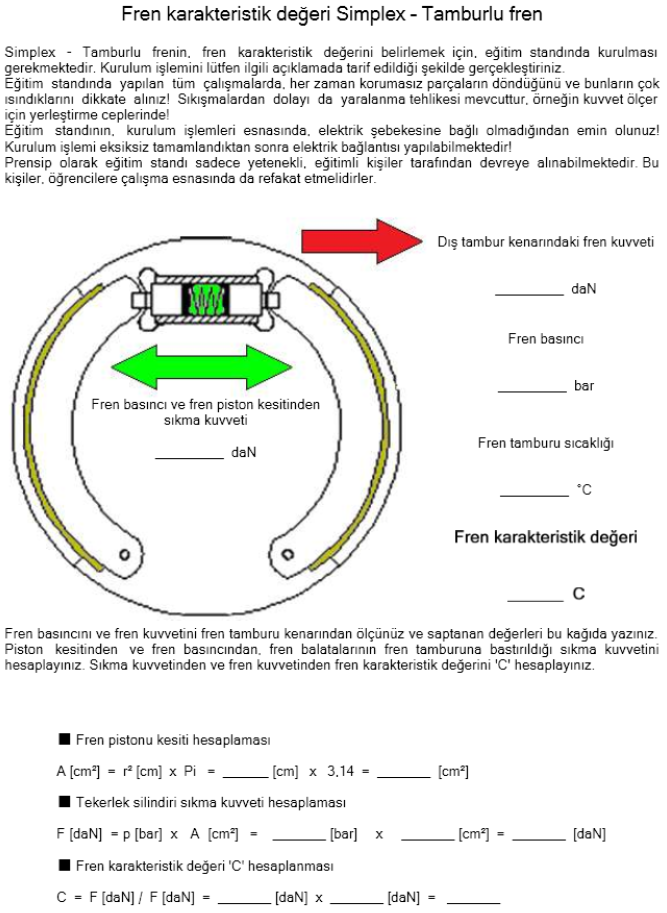 Fren karakteristik değeri Simplex - Tamburlu fren
Simplex - Tamburlu frenin, fren karakteristik değerini belirlemek için, eğitim standında kurulması
gerekmektedir. Kurulum işlemini lütfen ilgili açıklamada tarif edildiği şekilde gerçekleştiriniz.
Eğitim standında yapılan tüm çalışmalarda, her zaman korumasız parçaların döndüğünü ve bunların çok
ısındıklarını dikkate alınız! Sıkışmalardan dolayı da yaralanma tehlikesi mevcuttur, örneğin kuvvet ölçer
için yerleştirme ceplerinde!
Eğitim standının, kurulum işlemleri esnasında, elektrik şebekesine bağlı olmadığından emin olunuz!
Kurulum işlemi eksiksiz tamamlandıktan sonra elektrik bağlantısı yapılabilmektedir!
Prensip olarak eğitim standı sadece yetenekli, eğitimli kişiler tarafından devreye alınabilmektedir. Bu
kişiler, öğrencilere çalışma esnasında da refakat etmelidirler.
Dış tambur kenarındaki fren kuvveti
________ daN
Fren basıncı
________ bar
Fren basıncı ve fren piston kesitinden
sıkma kuvveti
________ daN
Fren tamburu sıcaklığı
________ °C
Fren karakteristik değeri
______ C
Fren basıncını ve fren kuvvetini fren tamburu kenarından ölçünüz ve saptanan değerleri bu kağıda yazınız.
Piston kesitinden ve fren basıncından, fren balatalarının fren tamburuna bastırıldığı sıkma kuvvetini
hesaplayınız. Sıkma kuvvetinden ve fren kuvvetinden fren karakteristik değerini 'C' hesaplayınız.
■ Fren pistonu kesiti hesaplaması
A [cm²] = r² [cm] x Pi = ______ [cm] x 3,14 = _______ [cm²]
■ Tekerlek silindiri sıkma kuvveti hesaplaması
F [daN] = p [bar] x A [cm²] = _______ [bar] x _______ [cm²] = _______ [daN]
■ Fren karakteristik değeri 'C' hesaplanması
C = F [daN] / F [daN] = _______ [daN] x _______ [daN] = _______